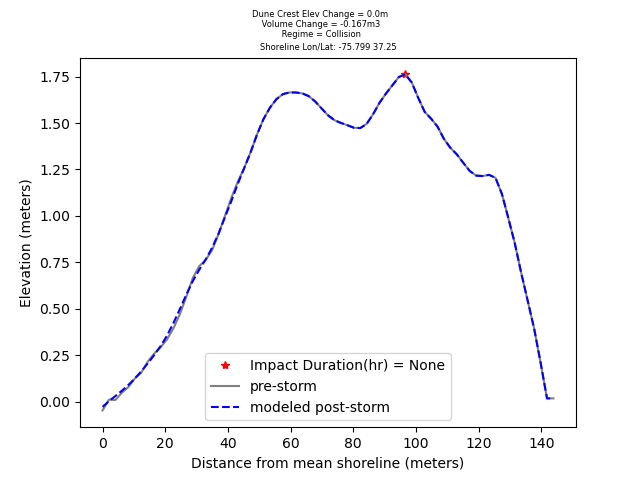 Dune Crest Elev Change = 0.0m
Volume Change = -0.167m3
Regime = Collision
Shoreline Lon/Lat: -75.799 37.25
1.75
1.50
1.25
1.00
0.75
0.50
0.25
0.00
Elevation (meters)
Impact Duration(hr) = None
pre-storm
modeled post-storm
0 20 40 60 80 100 120 140
Distance from mean shoreline (meters)